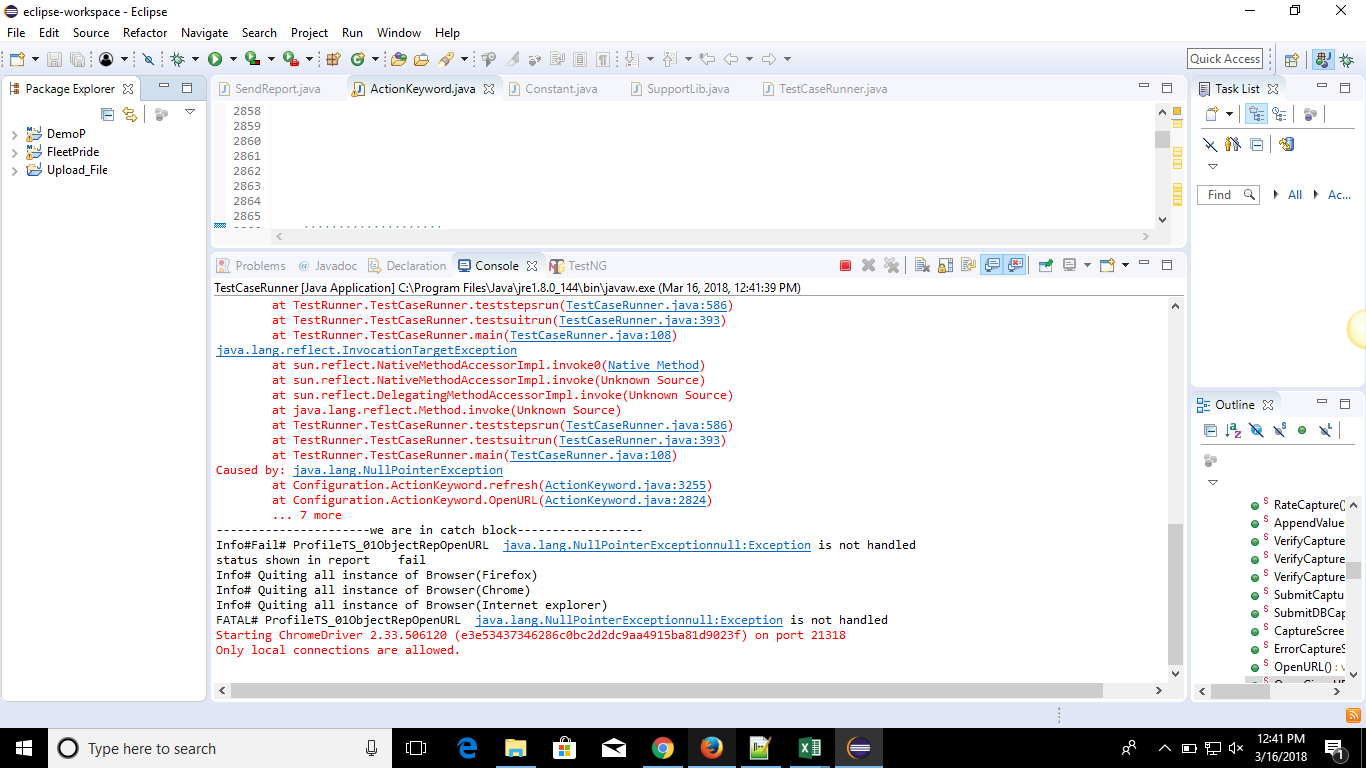 eclipse-workspace - Eclipse
File Edit Source Refactor Navigate Search Project Run Window Help
Quick Access
Package Explorer
DemoP
FleetPride
Upload_File
SendReport.java
ActionKeyword.java
Constant.java
SupportLib.java
TestCaseRunner.java
2858
2859
2860
2861
2862
2863
2864
2865
Problems
@ Javadoc
Declaration
Console
TestNG
TestCaseRunner [Java Application] C:\Program Files\Java\jre1.8.0_144\bin\javaw.exe (Mar 16, 2018, 12:41:39 PM)
at TestRunner.TestCaseRunner.teststepsrun(TestCaseRunner.java:586)
at TestRunner.TestCaseRunner.testsuitrun(TestCaseRunner.java:393)
at TestRunner.TestCaseRunner.main(TestCaseRunner.java:108)
java.lang.reflect.InvocationTargetException
at sun.reflect.NativeMethodAccessorImpl.invoke0(Native Method)
at sun.reflect.NativeMethodAccessorImpl.invoke(Unknown Source)
at sun.reflect.DelegatingMethodAccessorImpl.invoke(Unknown Source)
at java.lang.reflect.Method.invoke(Unknown Source)
at TestRunner.TestCaseRunner.teststepsrun(TestCaseRunner.java:586)
at TestRunner.TestCaseRunner.testsuitrun(TestCaseRunner.java:393)
at TestRunner.TestCaseRunner.main(TestCaseRunner.java:108)
Caused by: java.lang.NullPointerException
at Configuration.ActionKeyword.refresh(ActionKeyword.java:3255)
at Configuration.ActionKeyword.OpenURL(ActionKeyword.java:2824)
... 7 more
----------------------we are in catch block------------------
Info#Fail# ProfileTS_01ObjectRepOpenURL  java.lang.NullPointerExceptionnull:Exception is not handled
status shown in report    fail
Info# Quiting all instance of Browser(Firefox)
Info# Quiting all instance of Browser(Chrome)
Info# Quiting all instance of Browser(Internet explorer)
FATAL# ProfileTS_01ObjectRepOpenURL  java.lang.NullPointerExceptionnull:Exception is not handled
Starting ChromeDriver 2.33.506120 (e3e53437346286c0bc2d2dc9aa4915ba81d9023f) on port 21318
Only local connections are allowed.
Task List
Find
All
Ac...
Outline
RateCapture()
AppendValue
VerifyCapture
VerifyCapture
VerifyCapture
SubmitCaptu
SubmitDBCap
CaptureScree
ErrorCaptureS
OpenURL() : v
Type here to search
12:41 PM
3/16/2018
1